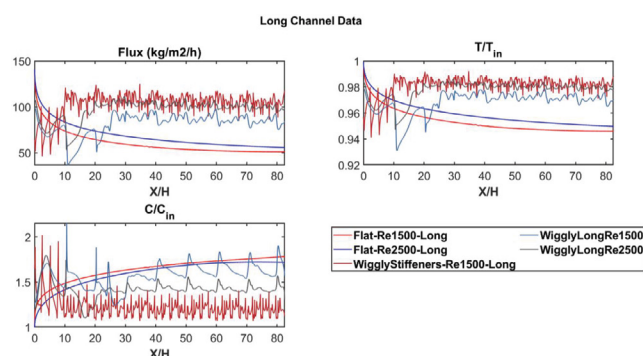 Long Channel Data
Flux (kg/m2/h)
150
100
50
0 10 20 30 40 50 60 70 80
X/H
T/Tin
1
0.98
0.96
0.94
0.92
0 10 20 30 40 50 60 70 80
X/H
C/Cin
2
1.5
1
0 10 20 30 40 50 60 70 80
X/H
Flat-Re1500-Long
Flat-Re2500-Long
WigglyStiffeners-Re1500-Long
WigglyLongRe1500
WigglyLongRe2500